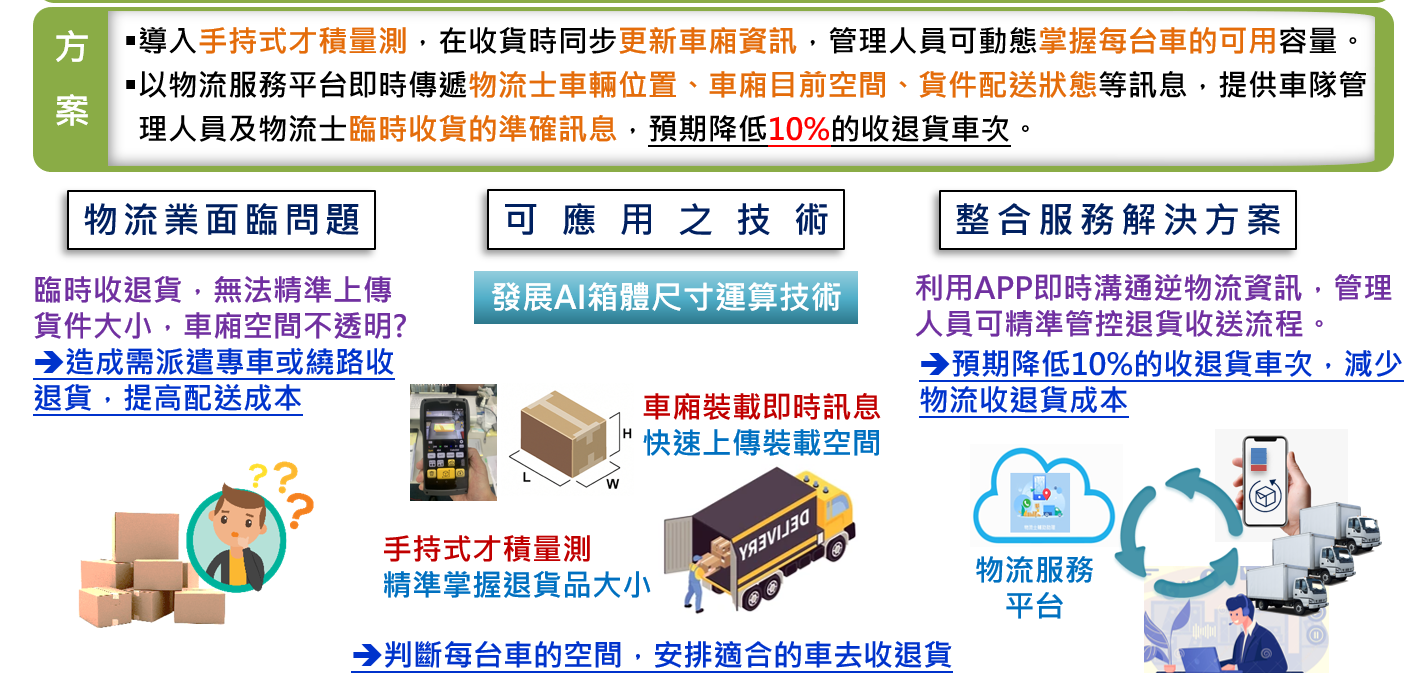 方
案
▪導入手持式才積量測，在收貨時同步更新車廂資訊，管理人員可動態掌握每台車的可用容量。
▪以物流服務平台即時傳遞物流士車輛位置、車廂目前空間、貨件配送狀態等訊息，提供車隊管
理人員及物流士臨時收貨的準確訊息，預期降低10%的收退貨車次。
物流業面臨問題
臨時收退貨，無法精準上傳
貨件大小，車廂空間不透明?
➔造成需派遣專車或繞路收
退貨，提高配送成本
???
可應用之技術
發展AI箱體尺寸運算技術
H
L
W
車廂裝載即時訊息
快速上傳裝載空間
DELIVERY
手持式才積量測
精準掌握退貨品大小
➔判斷每台車的空間，安排適合的車去收退貨
整合服務解決方案
利用APP即時溝通逆物流資訊，管理
人員可精準管控退貨收送流程。
➔預期降低10%的收退貨車次，減少
物流收退貨成本
物流服務
平台